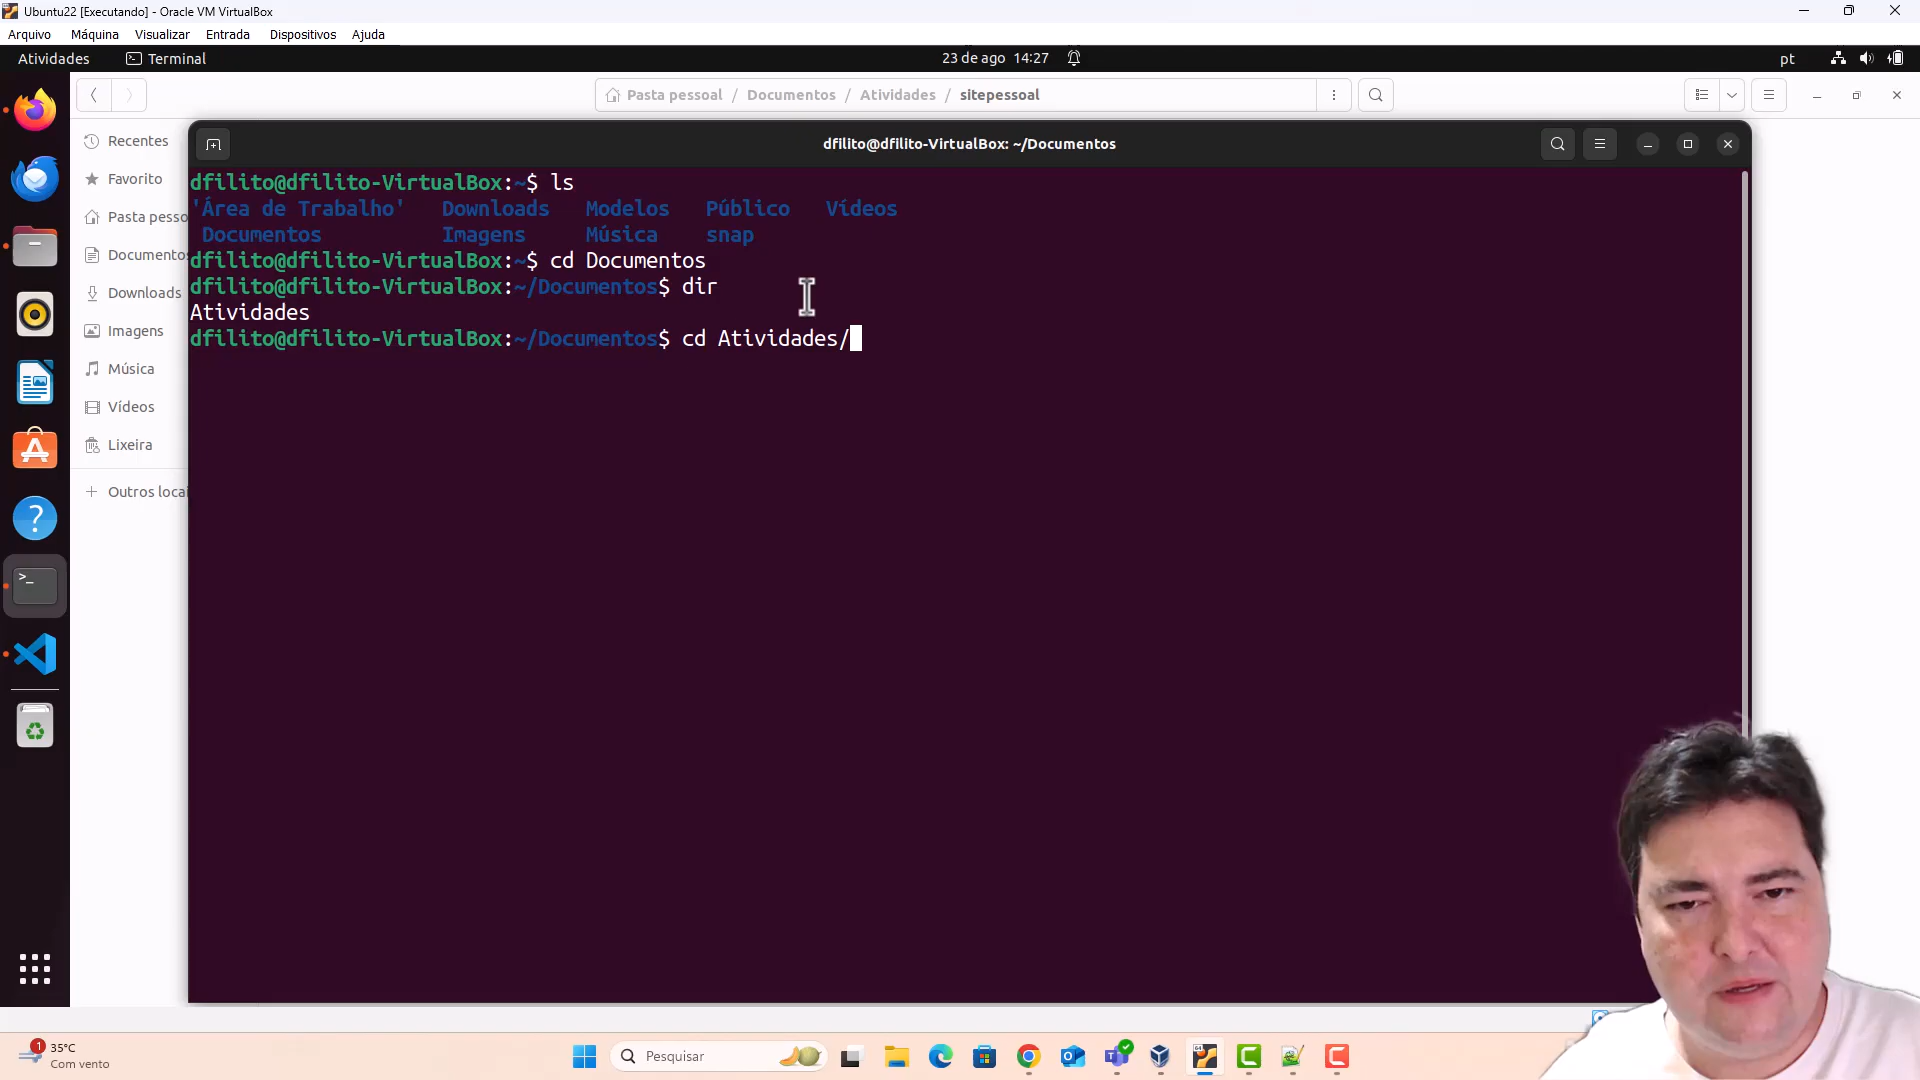 Ubuntu22 [Executando] - Oracle VM VirtualBox
Arquivo Máquina Visualizar Entrada Dispositivos Ajuda
Atividades Terminal 23 de ago 14:27 pt
Pasta pessoal / Documentos / Atividades / sitepessoal
Recentes
Favorito
Pasta pesso
Documentos
Downloads
Imagens
Música
Vídeos
Lixeira
Outros locai
dfilito@dfilito-VirtualBox: ~/Documentos
dfilito@dfilito-VirtualBox:~$ ls
'Área de Trabalho' Downloads Modelos Público Vídeos
Documentos Imagens Música snap
dfilito@dfilito-VirtualBox:~$ cd Documentos
dfilito@dfilito-VirtualBox:~/Documentos$ dir
Atividades
dfilito@dfilito-VirtualBox:~/Documentos$ cd Atividades/
1
35°C
Com vento
Pesquisar